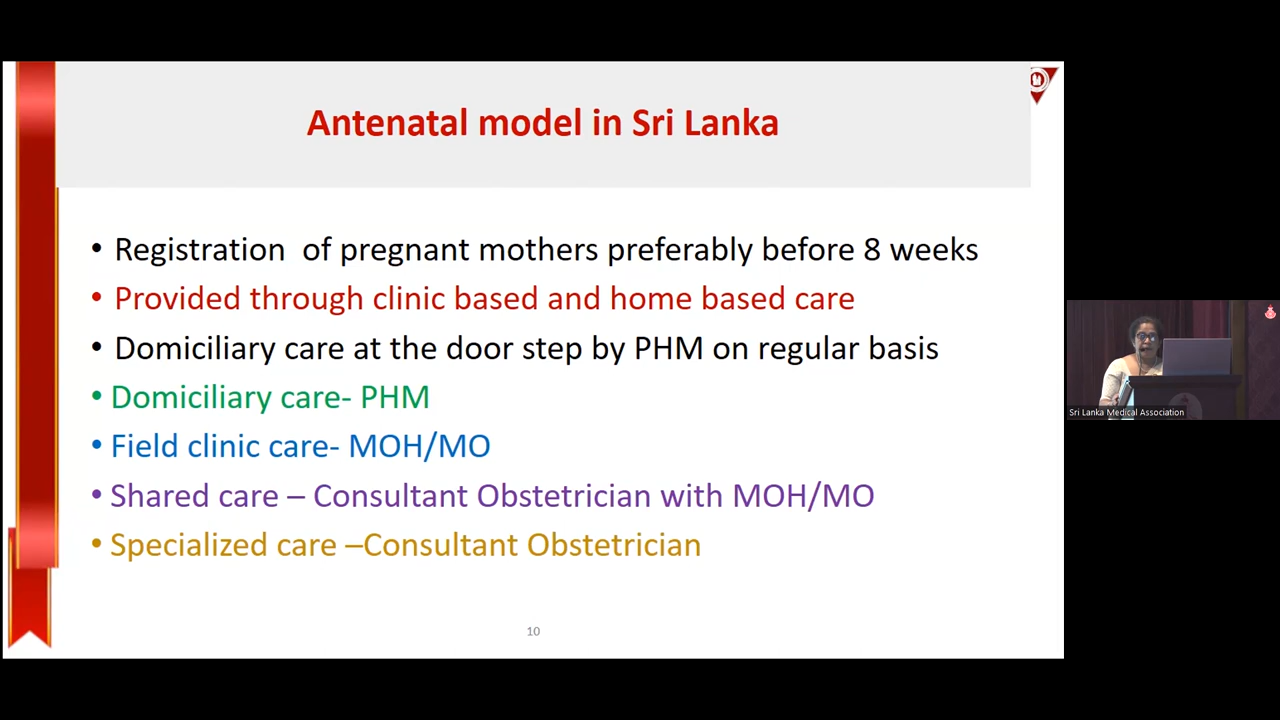 Antenatal model in Sri Lanka
• Registration  of pregnant mothers preferably before 8 weeks
• Provided through clinic based and home based care
• Domiciliary care at the door step by PHM on regular basis
• Domiciliary care- PHM
• Field clinic care- MOH/MO
• Shared care – Consultant Obstetrician with MOH/MO
• Specialized care –Consultant Obstetrician
10
Sri Lanka Medical Association